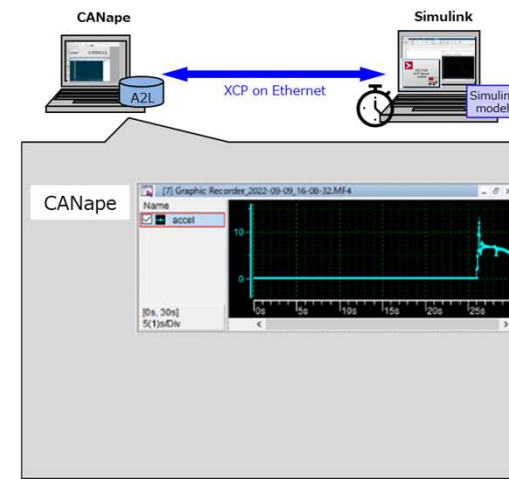 CANape
Simulink
XCP on Ethernet
A2L
Simulin
model
CANape
[7] Graphic Recorder_2022-09-09_16-08-32.MF4
Name
accel
10
0
[0s, 30s]
5(1)s/Div
0s 5s 10s 15s 20s 25s